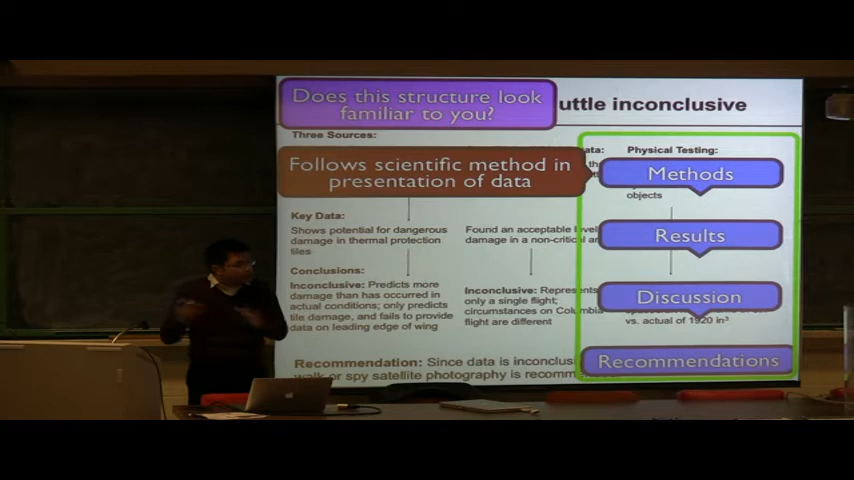 Does this structure look
familiar to you?
uttle inconclusive
Three Sources:
ata:
Physical Testing:
Follows scientific method in
presentation of data
Methods
objects
Key Data:
Shows potential for dangerous
damage in thermal protection
tiles
Found an acceptable level
damage in a non-critical ar
Results
Conclusions:
Inconclusive: Predicts more
damage than has occurred in
actual conditions; only predicts
tile damage, and fails to provide
data on leading edge of wing
Inconclusive: Represents
only a single flight;
circumstances on Columbia
flight are different
Discussion
vs. actual of 1920 in³
Recommendation: Since data is inconclus
walk or spy satellite photography is recomm
Recommendations